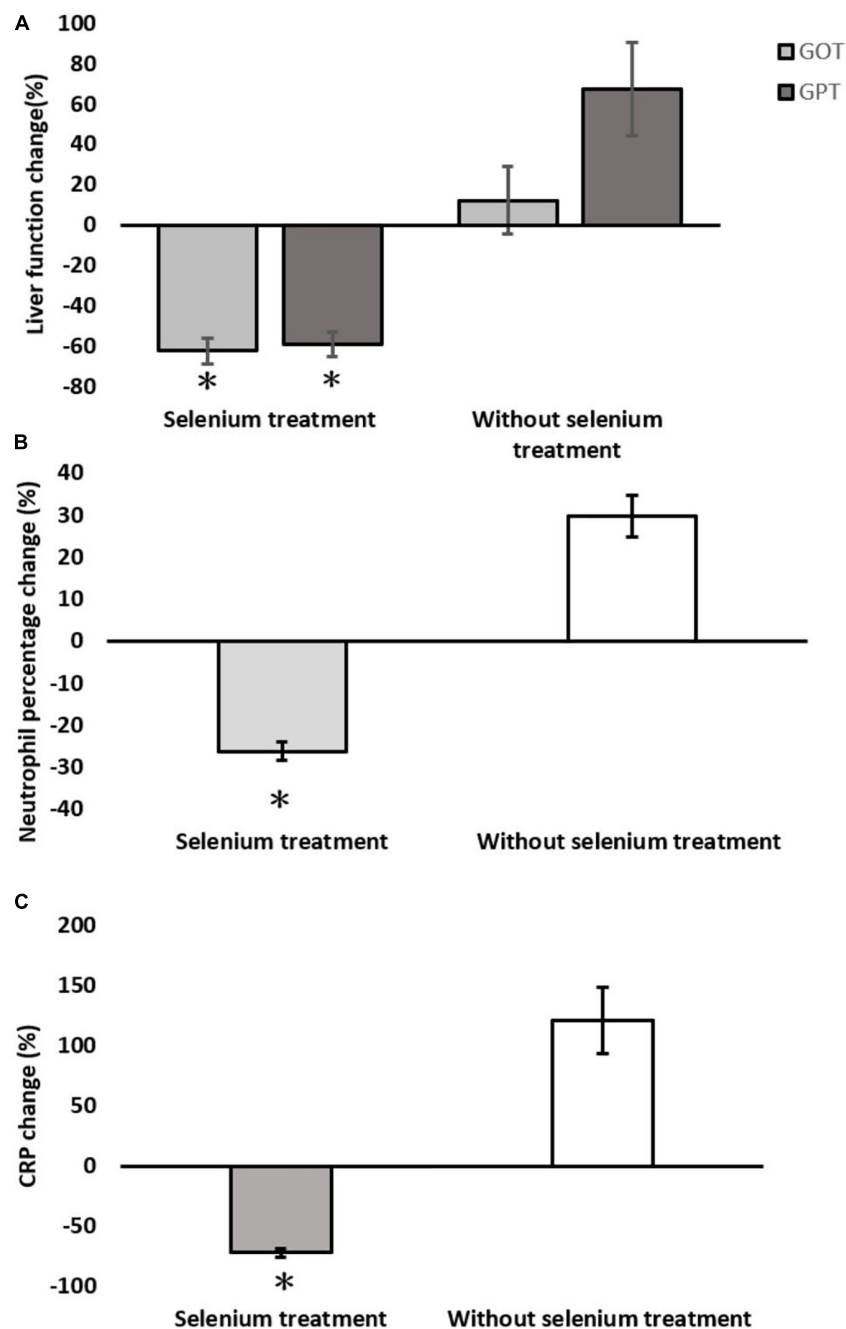 A
Liver function change(%)
100
80
60
40
20
0
-20
-40
-60
-80
GOT
GPT
*
*
Selenium treatment
Without selenium
treatment
B
Neutrophil percentage change (%)
40
30
20
10
0
-10
-20
-30
-40
*
Selenium treatment
Without selenium treatment
C
CRP change (%)
200
150
100
50
0
-50
-100
*
Selenium treatment
Without selenium treatment